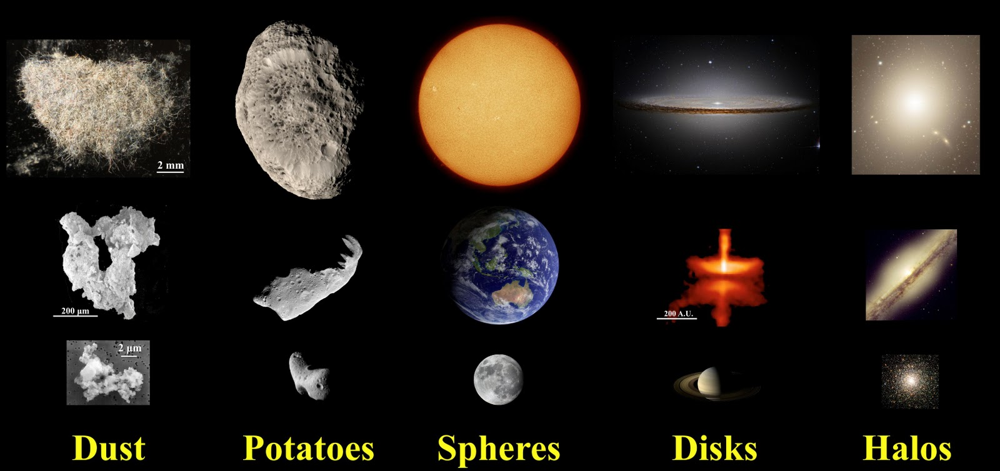 2 mm
200 µm
200 A.U.
2 µm
Dust
Potatoes
Spheres
Disks
Halos